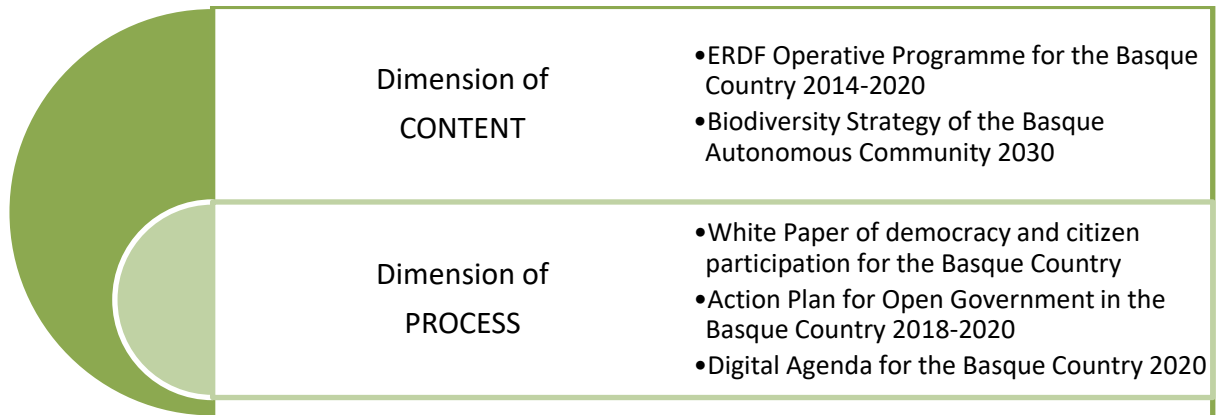 Dimension of
CONTENT
•ERDF Operative Programme for the Basque
Country 2014-2020
•Biodiversity Strategy of the Basque
Autonomous Community 2030
Dimension of
PROCESS
•White Paper of democracy and citizen
participation for the Basque Country
•Action Plan for Open Government in the
Basque Country 2018-2020
•Digital Agenda for the Basque Country 2020